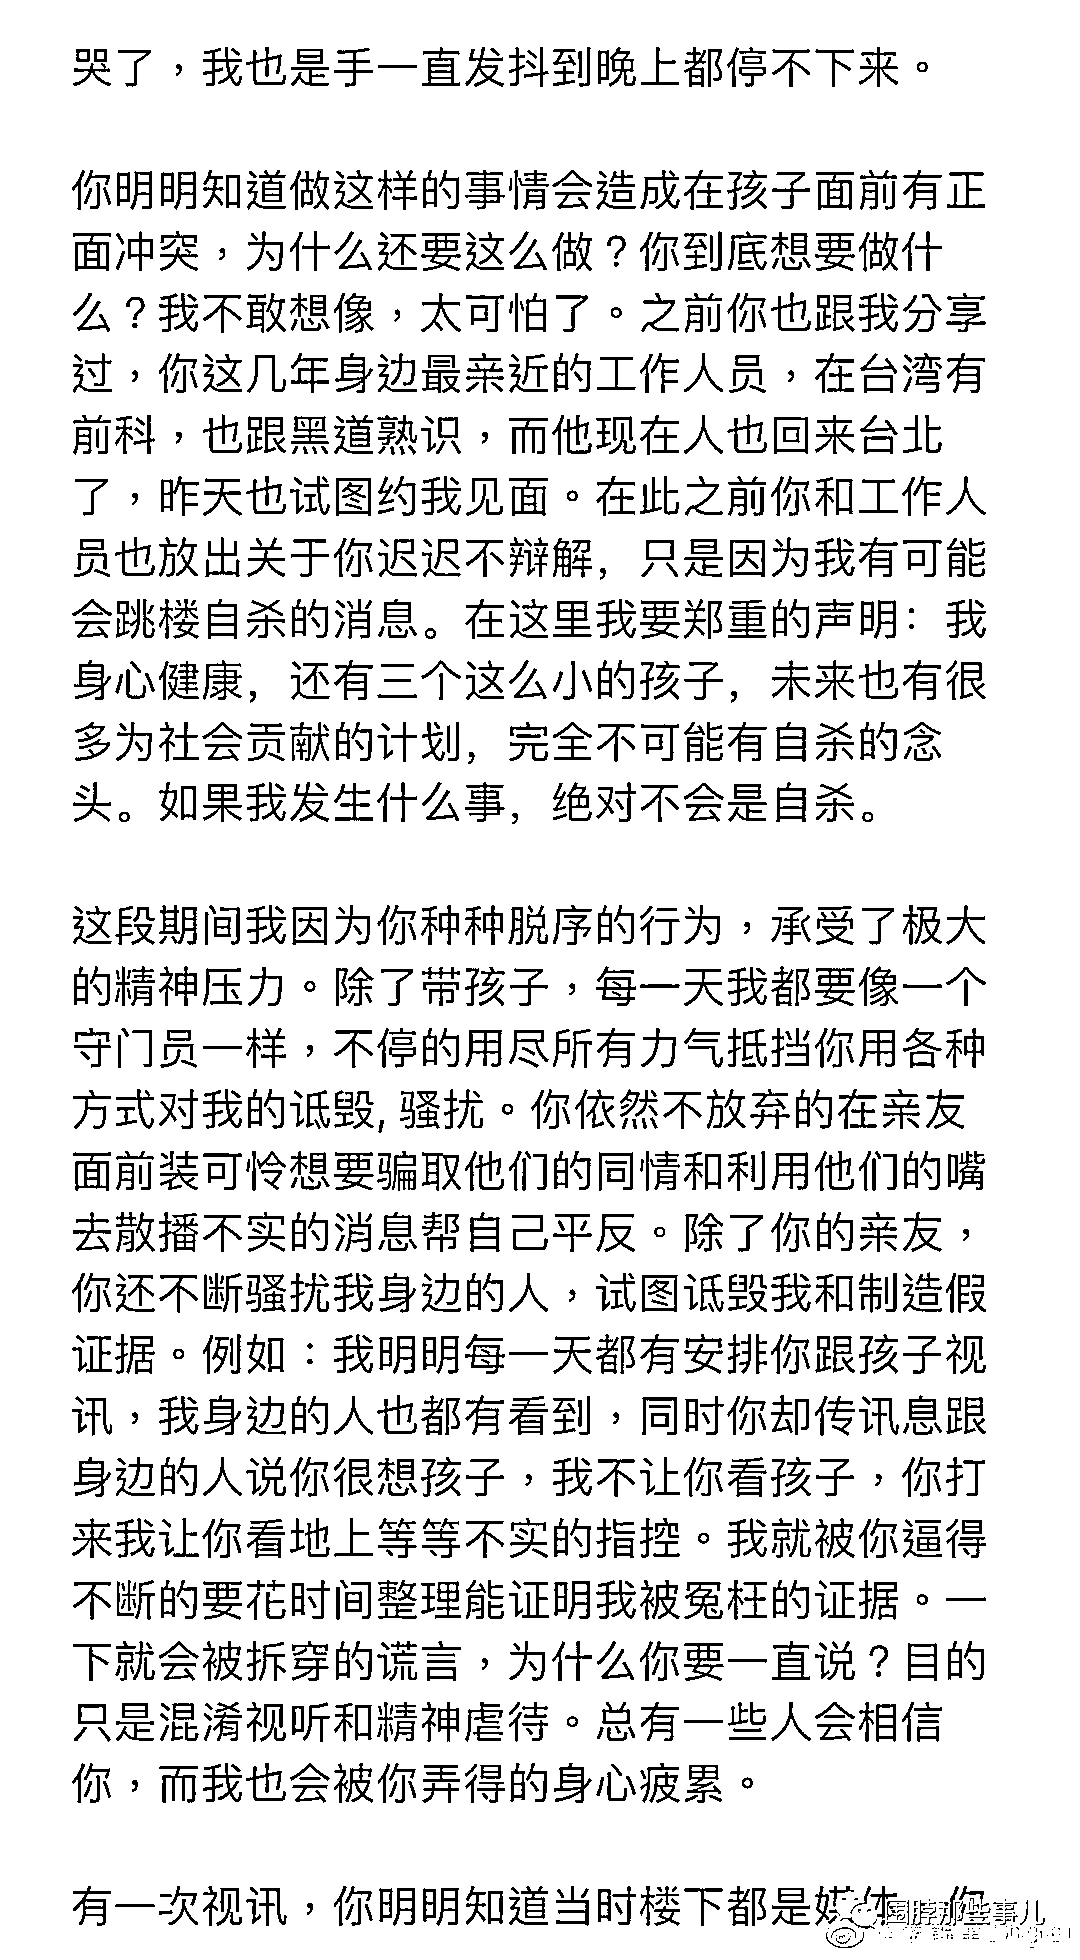 哭了，我也是手一直发抖到晚上都停不下来。
你明明知道做这样的事情会造成在孩子面前有正
面冲突，为什么还要这么做？你到底想要做什
么？我不敢想像，太可怕了。之前你也跟我分享
过，你这几年身边最亲近的工作人员，在台湾有
前科，也跟黑道熟识，而他现在人也回来台北
了，昨天也试图约我见面。在此之前你和工作人
员也放出关于你迟迟不辩解，只是因为我有可能
会跳楼自杀的消息。在这里我要郑重的声明：我
身心健康，还有三个这么小的孩子，未来也有很
多为社会贡献的计划，完全不可能有自杀的念
头。如果我发生什么事，绝对不会是自杀。
这段期间我因为你种种脱序的行为，承受了极大
的精神压力。除了带孩子，每一天我都要像一个
守门员一样，不停的用尽所有力气抵挡你用各种
方式对我的诋毁, 骚扰。你依然不放弃的在亲友
面前装可怜想要骗取他们的同情和利用他们的嘴
去散播不实的消息帮自己平反。除了你的亲友，
你还不断骚扰我身边的人，试图诋毁我和制造假
证据。例如：我明明每一天都有安排你跟孩子视
讯，我身边的人也都有看到，同时你却传讯息跟
身边的人说你很想孩子，我不让你看孩子，你打
来我让你看地上等等不实的指控。我就被你逼得
不断的要花时间整理能证明我被冤枉的证据。一
下就会被拆穿的谎言，为什么你要一直说？目的
只是混淆视听和精神虐待。总有一些人会相信
你，而我也会被你弄得的身心疲累。
有一次视讯，你明明知道当时楼下都是媒体，你
围脖那些事儿